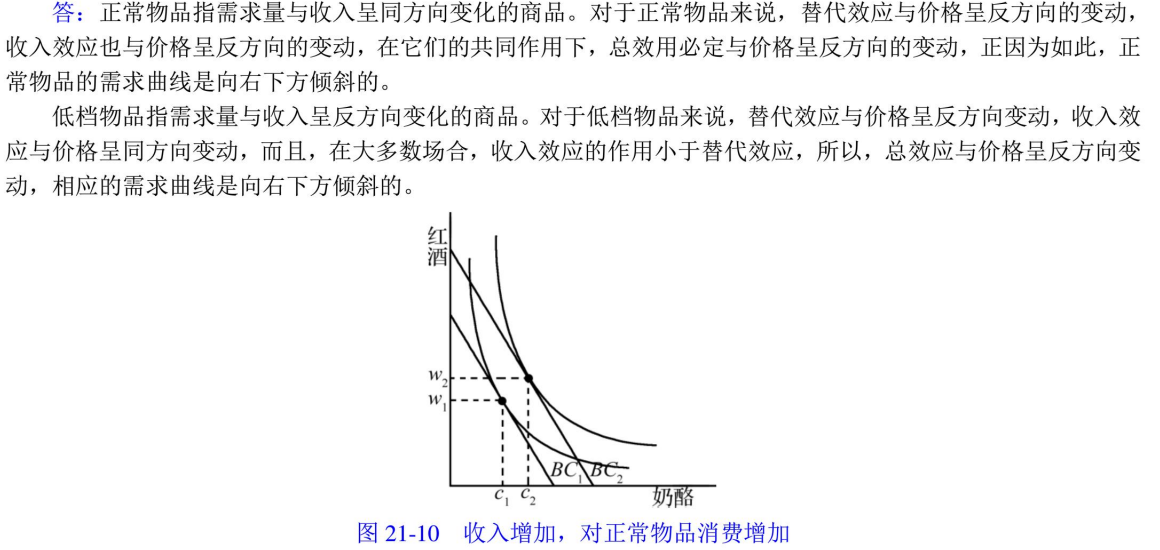 答：正常物品指需求量与收入呈同方向变化的商品。对于正常物品来说，替代效应与价格呈反方向的变动，
收入效应也与价格呈反方向的变动，在它们的共同作用下，总效用必定与价格呈反方向的变动，正因为如此，正
常物品的需求曲线是向右下方倾斜的。
低档物品指需求量与收入呈反方向变化的商品。对于低档物品来说，替代效应与价格呈反方向变动，收入效
应与价格呈同方向变动，而且，在大多数场合，收入效应的作用小于替代效应，所以，总效应与价格呈反方向变
动，相应的需求曲线是向右下方倾斜的。
红
酒
w₂
w₁
BC₁ BC₂
c₁ c₂ 奶酪
图 21-10 收入增加，对正常物品消费增加